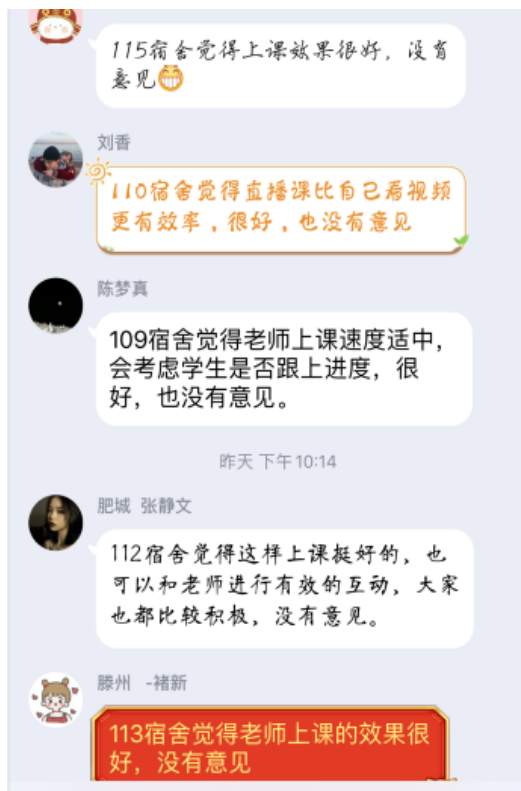 115宿舍觉得上课效果很好，没有
意见
刘香
110宿舍觉得直播课比自己看视频
更有效率，很好，也没有意见
陈梦真
109宿舍觉得老师上课速度适中，
会考虑学生是否跟上进度，很
好，也没有意见。
昨天 下午10:14
肥城 张静文
112宿舍觉得这样上课挺好的，也
可以和老师进行有效的互动，大家
也都比较积极，没有意见。
滕州 -褚新
113宿舍觉得老师上课的效果很
好，没有意见